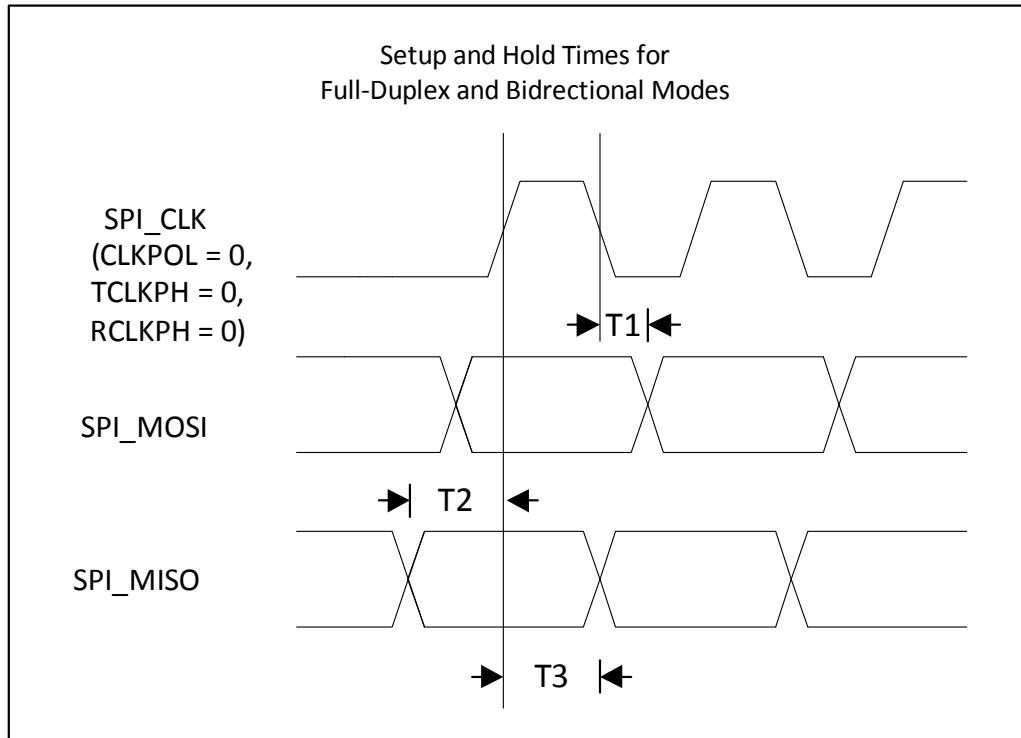 Setup and Hold Times for
Full-Duplex and Bidrectional Modes
SPI_CLK
(CLKPOL = 0,
TCLKPH = 0,
RCLKPH = 0)
T1
SPI_MOSI
T2
SPI_MISO
T3